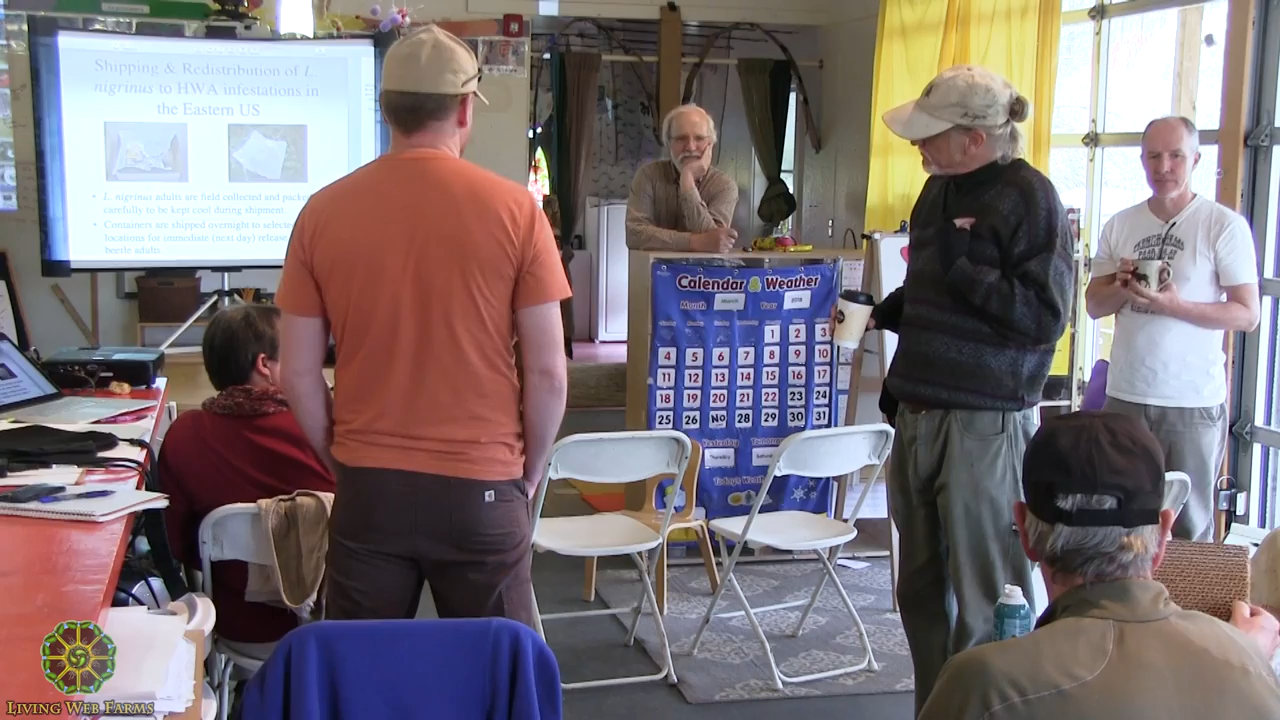 Shipping & Redistribution of L.
nigrinus to HWA infestations in
the Eastern US
• L. nigrinus adults are field collected and packe
carefully to be kept cool during shipment.
• Containers are shipped overnight to selecte
locations for immediate (next day) release
beetle adults
Calendar & Weather
Month March Year
1 2 3
4 5 6 7 8 9 10
11 12 13 14 15 16 17
18 19 20 21 22 23 24
25 26 No 28 29 30 31
Yesterday
Today's Weath
LIVING WEB FARMS